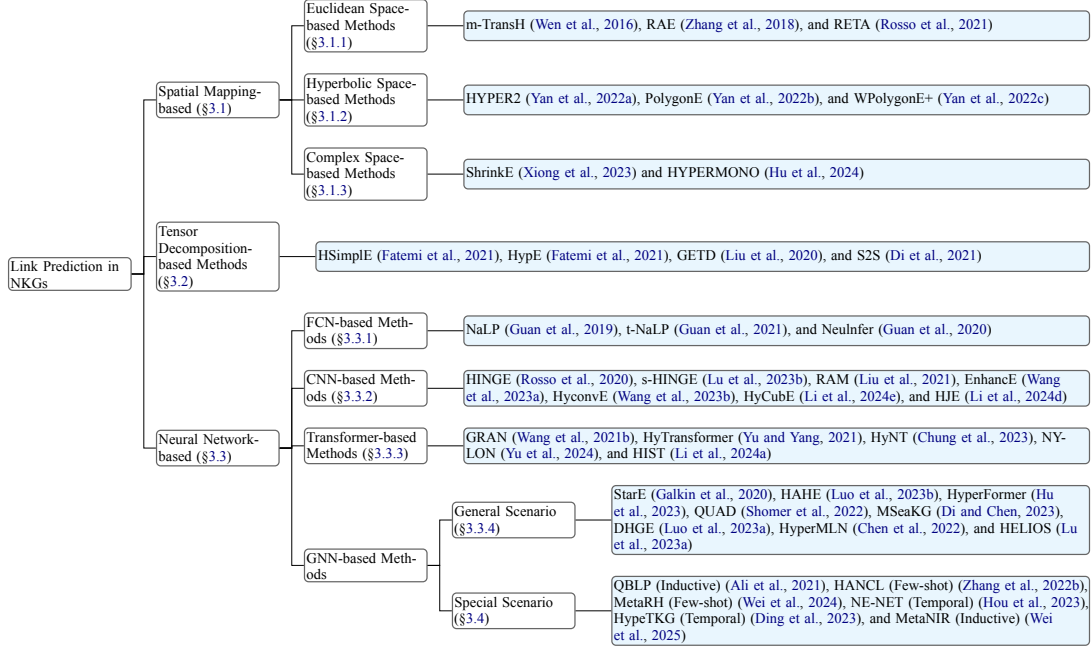 Euclidean Space-
based Methods
(§3.1.1)
m-TransH (Wen et al., 2016), RAE (Zhang et al., 2018), and RETA (Rosso et al., 2021)
Spatial Mapping-
based (§3.1)
Hyperbolic Space-
based Methods
(§3.1.2)
HYPER2 (Yan et al., 2022a), PolygonE (Yan et al., 2022b), and WPolygonE+ (Yan et al., 2022c)
Complex Space-
based Methods
(§3.1.3)
ShrinkE (Xiong et al., 2023) and HYPERMONO (Hu et al., 2024)
Link Prediction in
NKGs
Tensor
Decomposition-
based Methods
(§3.2)
HSimplE (Fatemi et al., 2021), HypE (Fatemi et al., 2021), GETD (Liu et al., 2020), and S2S (Di et al., 2021)
FCN-based Meth-
ods (§3.3.1)
NaLP (Guan et al., 2019), t-NaLP (Guan et al., 2021), and NeuInfer (Guan et al., 2020)
CNN-based Meth-
ods (§3.3.2)
HINGE (Rosso et al., 2020), s-HINGE (Lu et al., 2023b), RAM (Liu et al., 2021), EnhancE (Wang
et al., 2023a), HyconvE (Wang et al., 2023b), HyCubE (Li et al., 2024e), and HJE (Li et al., 2024d)
Neural Network-
based (§3.3)
Transformer-based
Methods (§3.3.3)
GRAN (Wang et al., 2021b), HyTransformer (Yu and Yang, 2021), HyNT (Chung et al., 2023), NY-
LON (Yu et al., 2024), and HIST (Li et al., 2024a)
GNN-based Meth-
ods
General Scenario
(§3.3.4)
StarE (Galkin et al., 2020), HAHE (Luo et al., 2023b), HyperFormer (Hu
et al., 2023), QUAD (Shomer et al., 2022), MSeaKG (Di and Chen, 2023),
DHGE (Luo et al., 2023a), HyperMLN (Chen et al., 2022), and HELIOS (Lu
et al., 2023a)
Special Scenario
(§3.4)
QBLP (Inductive) (Ali et al., 2021), HANCL (Few-shot) (Zhang et al., 2022b),
MetaRH (Few-shot) (Wei et al., 2024), NE-NET (Temporal) (Hou et al., 2023),
HypeTKG (Temporal) (Ding et al., 2023), and MetaNIR (Inductive) (Wei
et al., 2025)